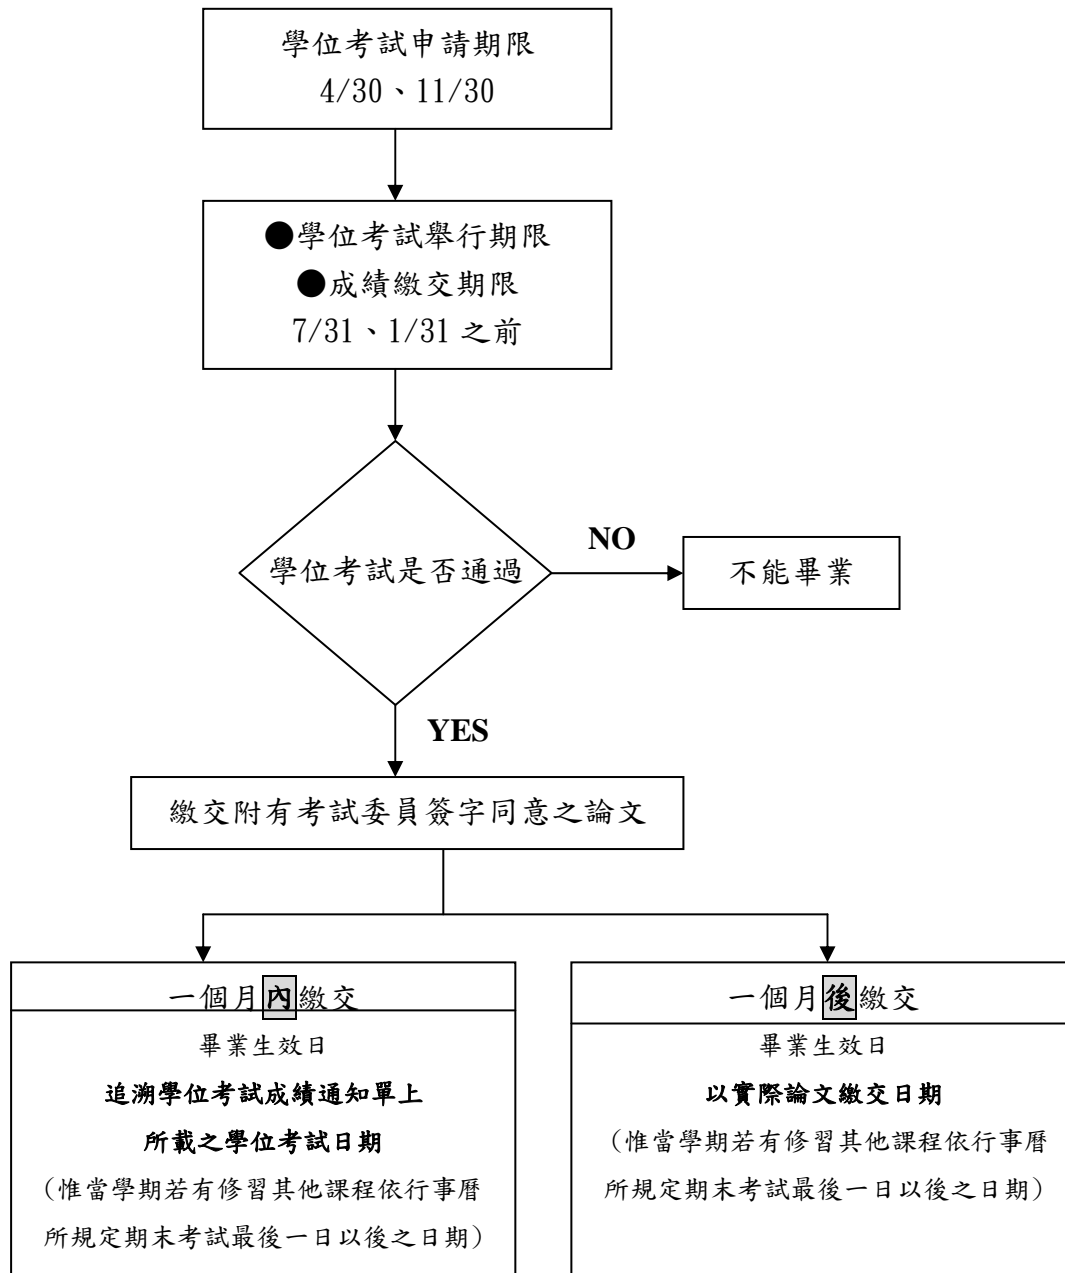 學位考試申請期限
4/30、11/30
●學位考試舉行期限
●成績繳交期限
7/31、1/31 之前
學位考試是否通過
NO
不能畢業
YES
繳交附有考試委員簽字同意之論文
一個月內繳交
畢業生效日
追溯學位考試成績通知單上
所載之學位考試日期
（惟當學期若有修習其他課程依行事曆
所規定期末考試最後一日以後之日期）
一個月後繳交
畢業生效日
以實際論文繳交日期
（惟當學期若有修習其他課程依行事曆
所規定期末考試最後一日以後之日期）